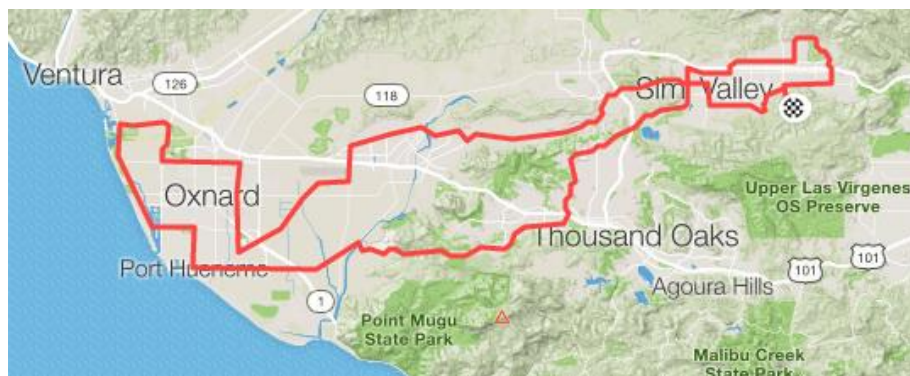 Ventura
126
118
Simi Valley
Oxnard
Upper Las Virgenes
OS Preserve
Thousand Oaks
Port Hueneme
101
101
Agoura Hills
1
Point Mugu
State Park
Malibu Creek
State Park